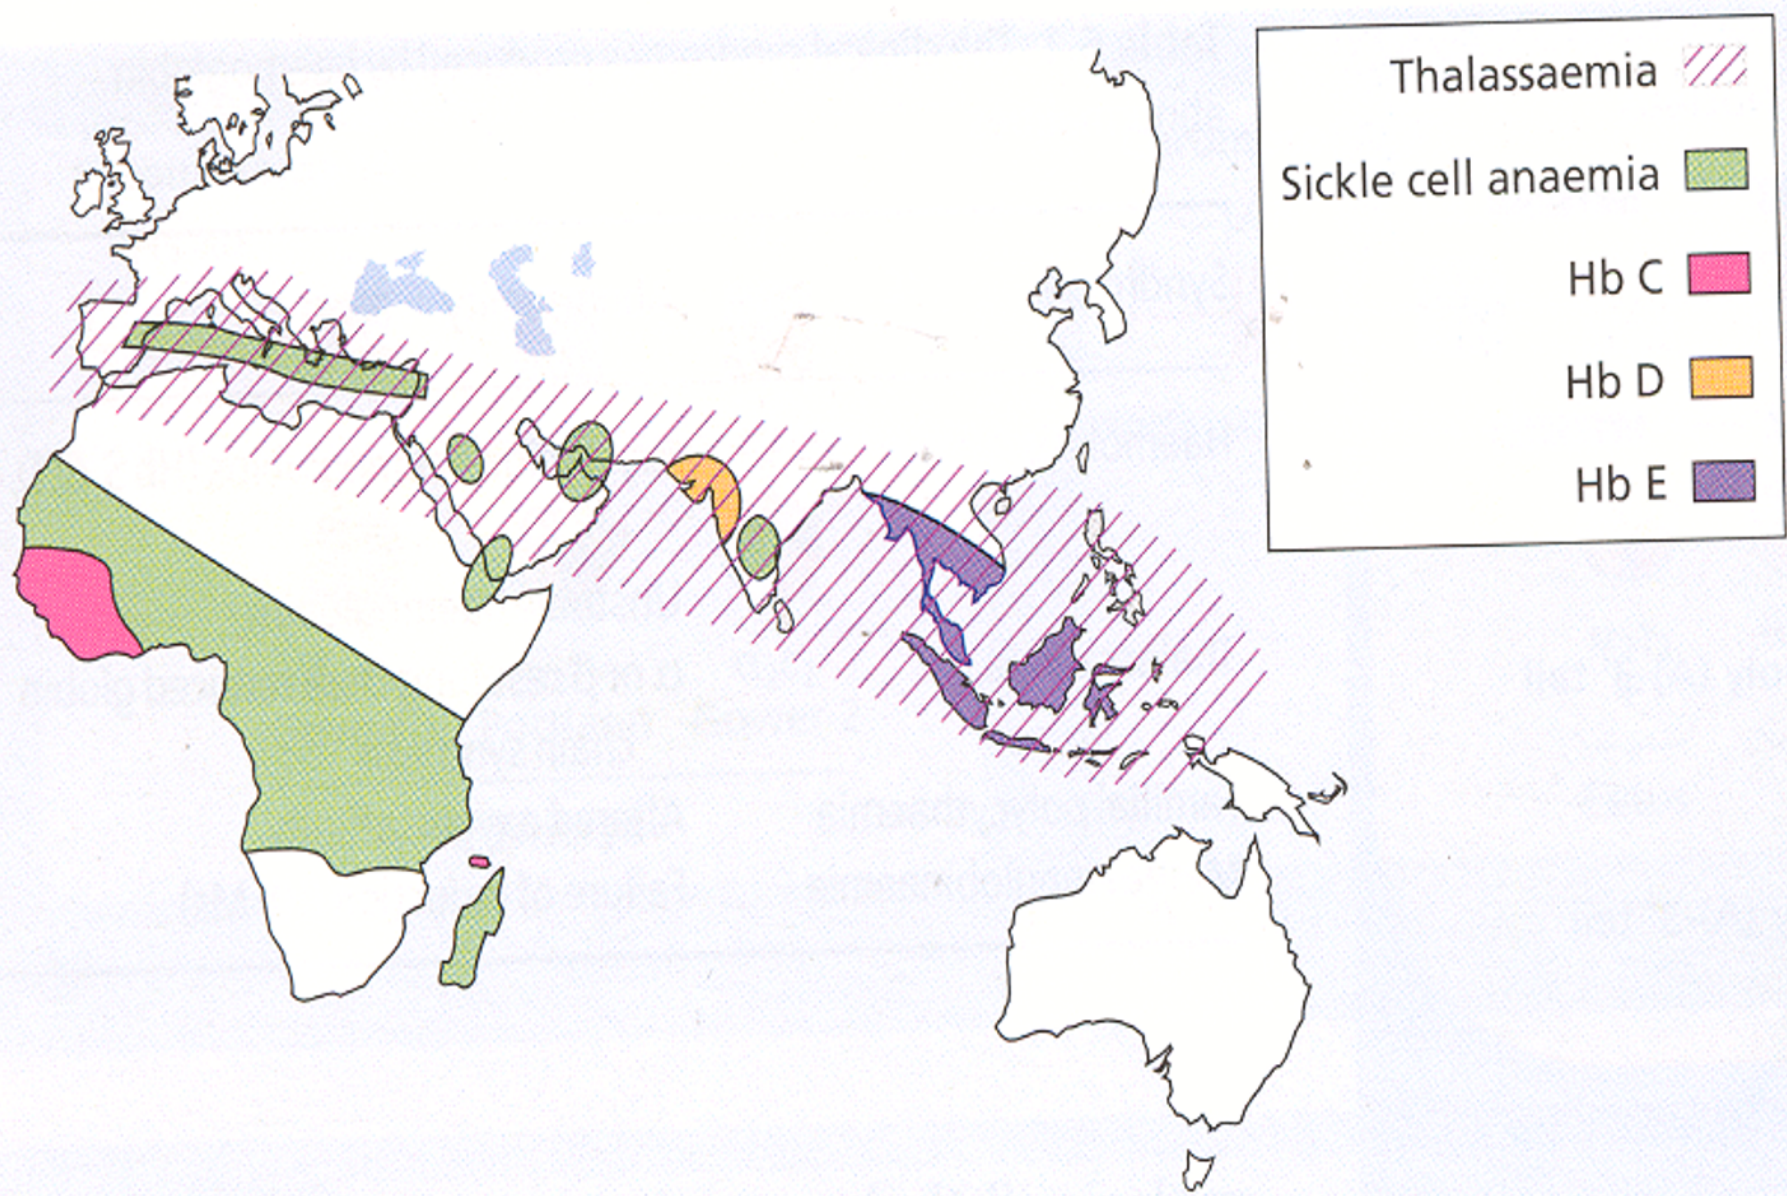 Thalassaemia
Sickle cell anaemia
Hb C
Hb D
Hb E